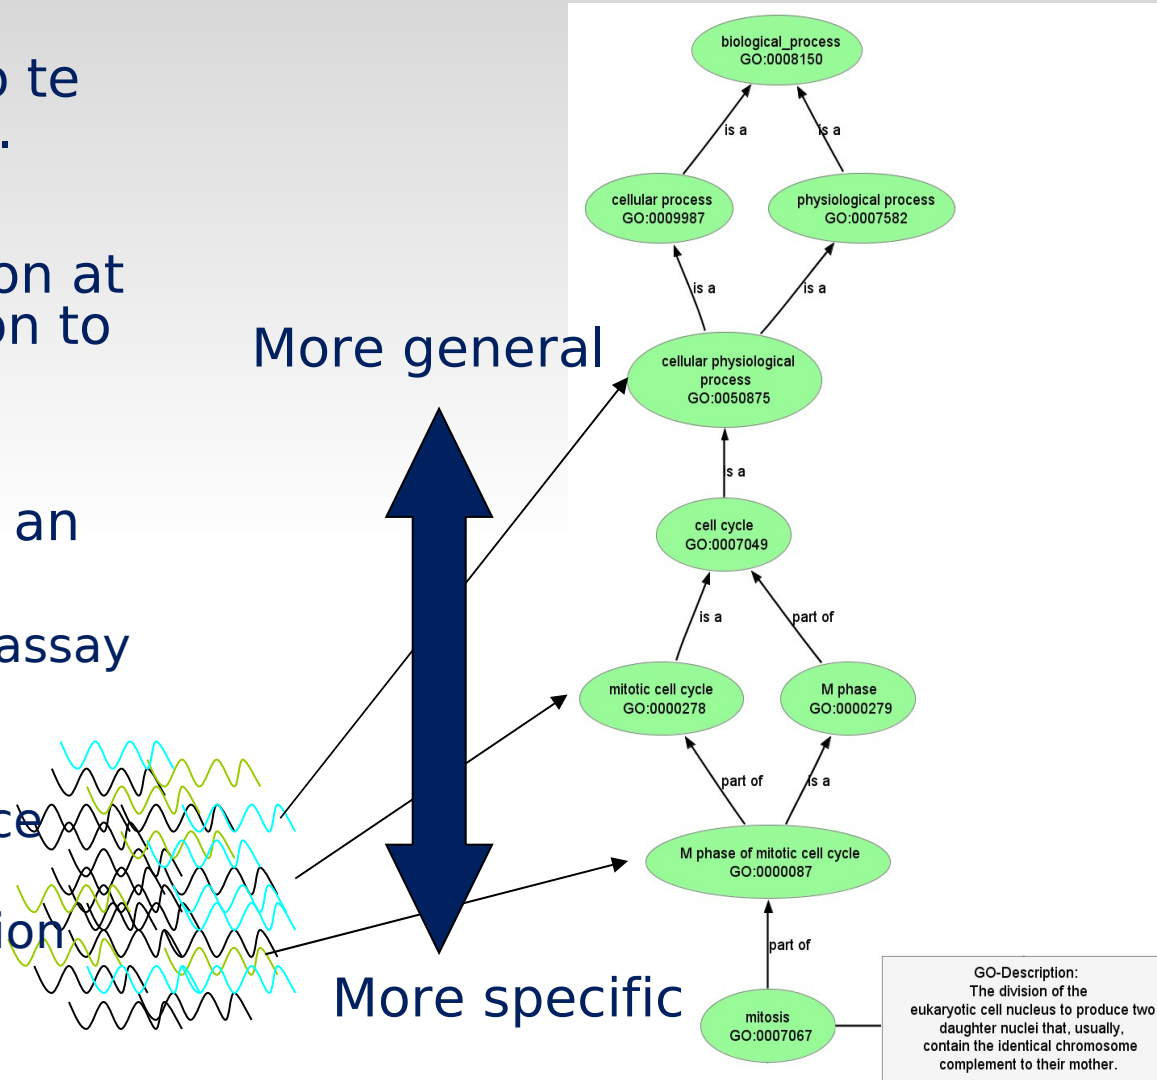 o te
.
on at
on to
an
assay
ce
ion
More general
More specific
biological_process
GO:0008150
is a
is a
cellular process
GO:0009987
physiological process
GO:0007582
is a
is a
cellular physiological
process
GO:0050875
is a
cell cycle
GO:0007049
is a
part of
mitotic cell cycle
GO:0000278
M phase
GO:0000279
part of
is a
M phase of mitotic cell cycle
GO:0000087
part of
mitosis
GO:0007067
GO-Description:
The division of the
eukaryotic cell nucleus to produce two
daughter nuclei that, usually,
contain the identical chromosome
complement to their mother.